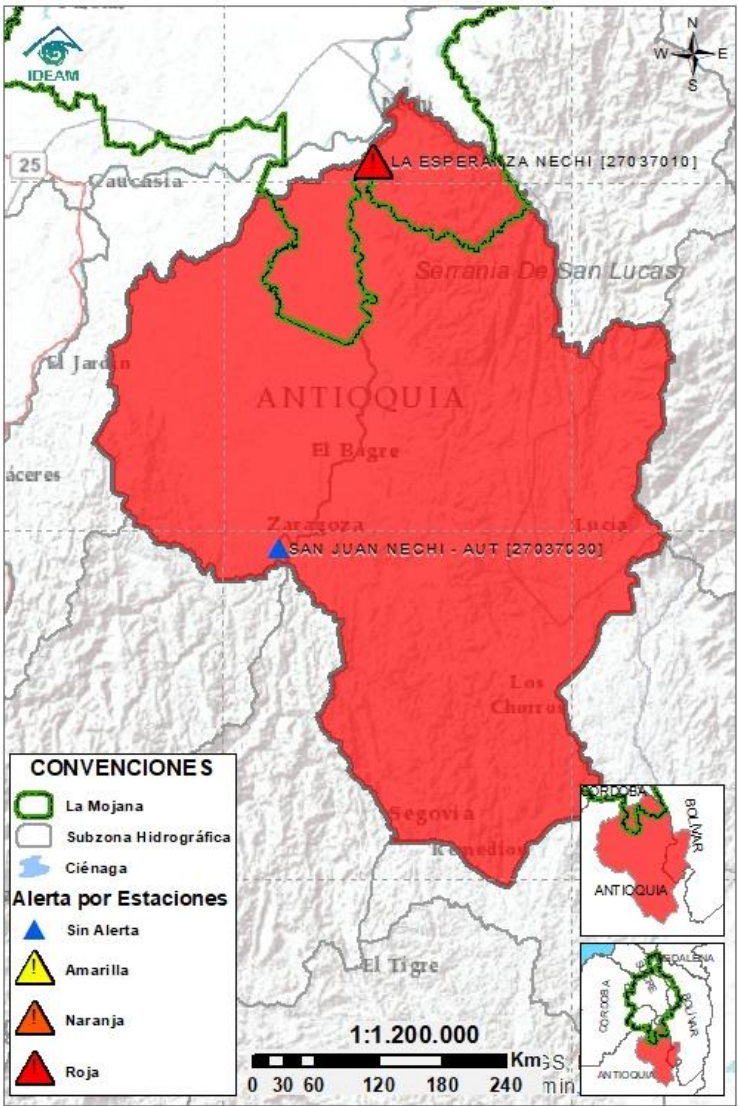 IDEAM
N
W E
S
25
Caucasia
LA ESPERANZA NECHI [27037010]
Serrania De San Lucas
El Jardin
ANTIOQUIA
El Bagre
áceres
Zaragoza
Lucia
SAN JUAN NECHI - AUT [27037030]
Los
Chorros
Segovia
Remedios
El Tigre
CONVENCIONES
La Mojana
Subzona Hidrográfica
Ciénaga
Alerta por Estaciones
Sin Alerta
Amarilla
Naranja
Roja
1:1.200.000
Km
0 30 60 120 180 240
CORDOBA
BOLÍVAR
ANTIOQUIA
CORDOBA
BOLÍVAR
ANTIOQUIA